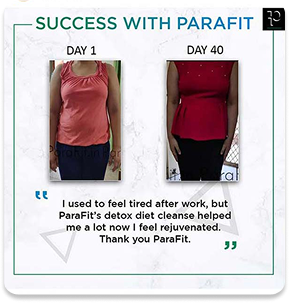 SUCCESS WITH PARAFIT
DAY 1
DAY 40
“
I used to feel tired after work, but
ParaFit's detox diet cleanse helped
me a lot now I feel rejuvenated.
Thank you ParaFit.
”